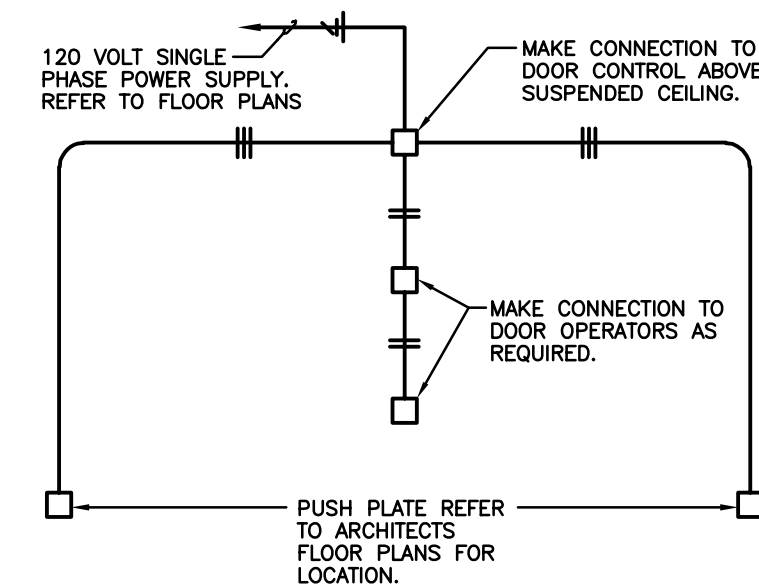 120 VOLT SINGLE
PHASE POWER SUPPLY.
REFER TO FLOOR PLANS
MAKE CONNECTION TO
DOOR CONTROL ABOVE
SUSPENDED CEILING.
MAKE CONNECTION TO
DOOR OPERATORS AS
REQUIRED.
PUSH PLATE REFER
TO ARCHITECTS
FLOOR PLANS FOR
LOCATION.